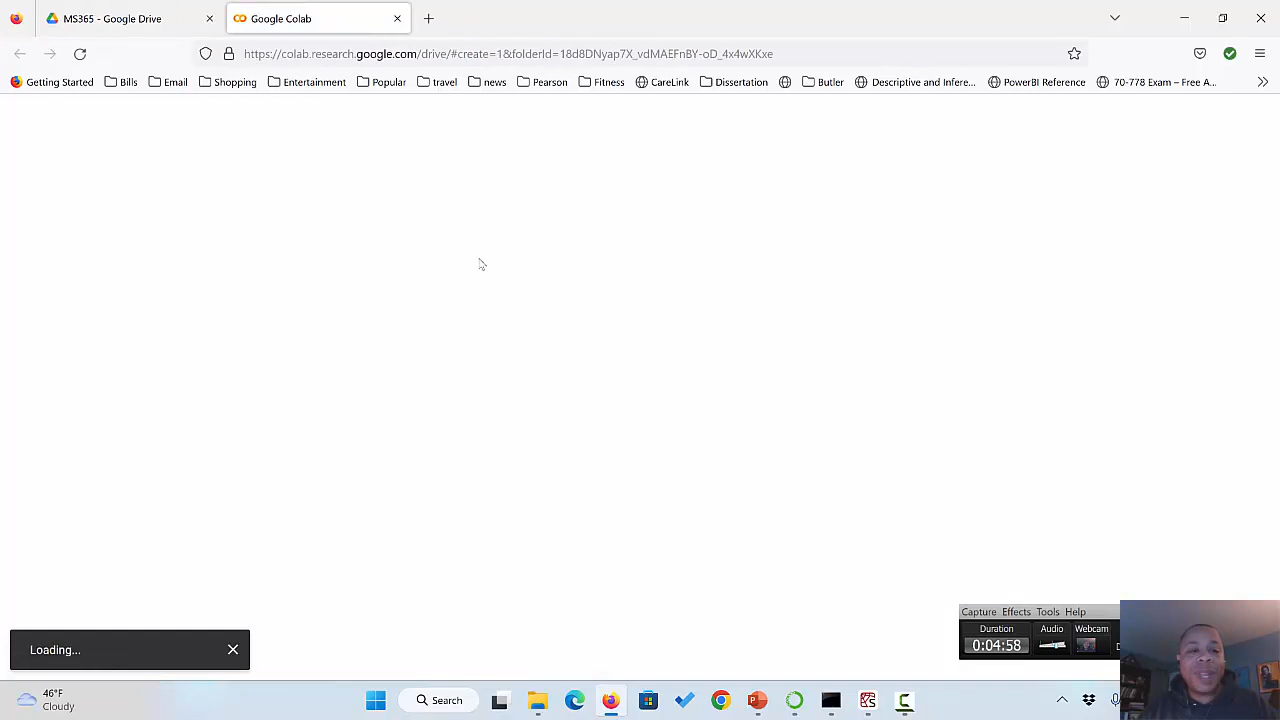 MS365 - Google Drive
Google Colab
https://colab.research.google.com/drive/#create=1&folderId=18d8DNyap7X_vdMAEFnBY-oD_4x4wXKxe
Getting Started Bills Email Shopping Entertainment Popular travel news Pearson Fitness CareLink Dissertation Butler Descriptive and Infere... PowerBI Reference 70-778 Exam – Free A...
Capture Effects Tools Help
Duration Audio Webcam
0:04:58
Loading...
46°F
Cloudy
Search